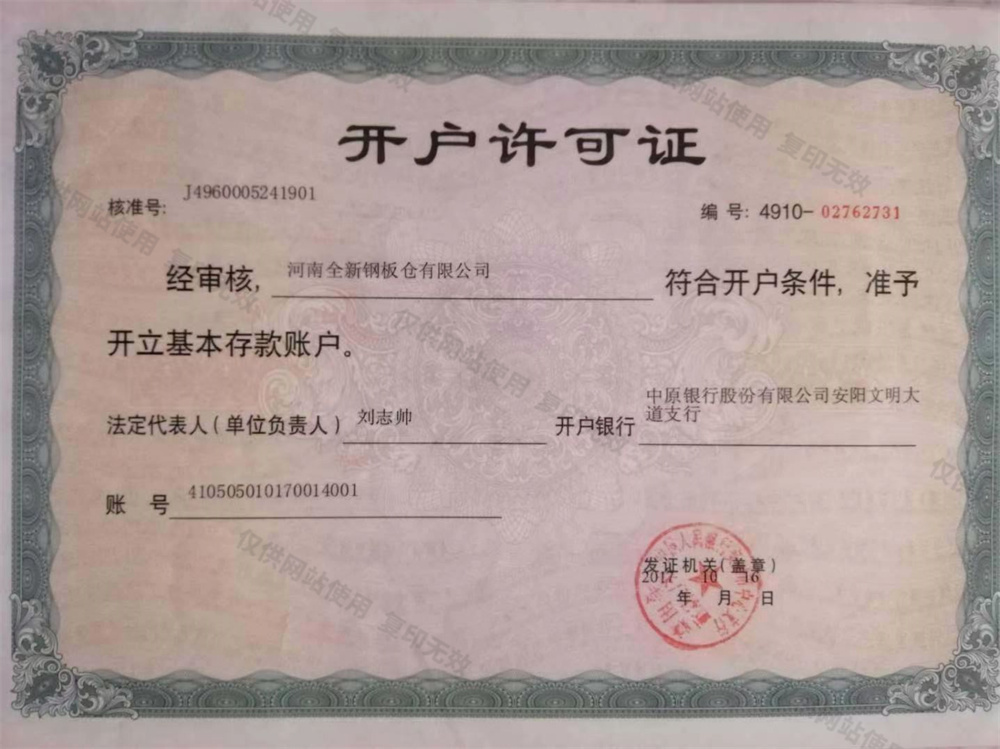 开户许可证
核准号: J4960005241901
编 号: 4910-02762731
经审核, 河南全新钢板仓有限公司 符合开户条件, 准予
开立基本存款账户。
法定代表人(单位负责人) 刘志帅 开户银行 中原银行股份有限公司安阳文明大
道支行
账 号 410505010170014001
发证机关(盖章)
2017 10 16
年 月 日
仅供网站使用 复印无效